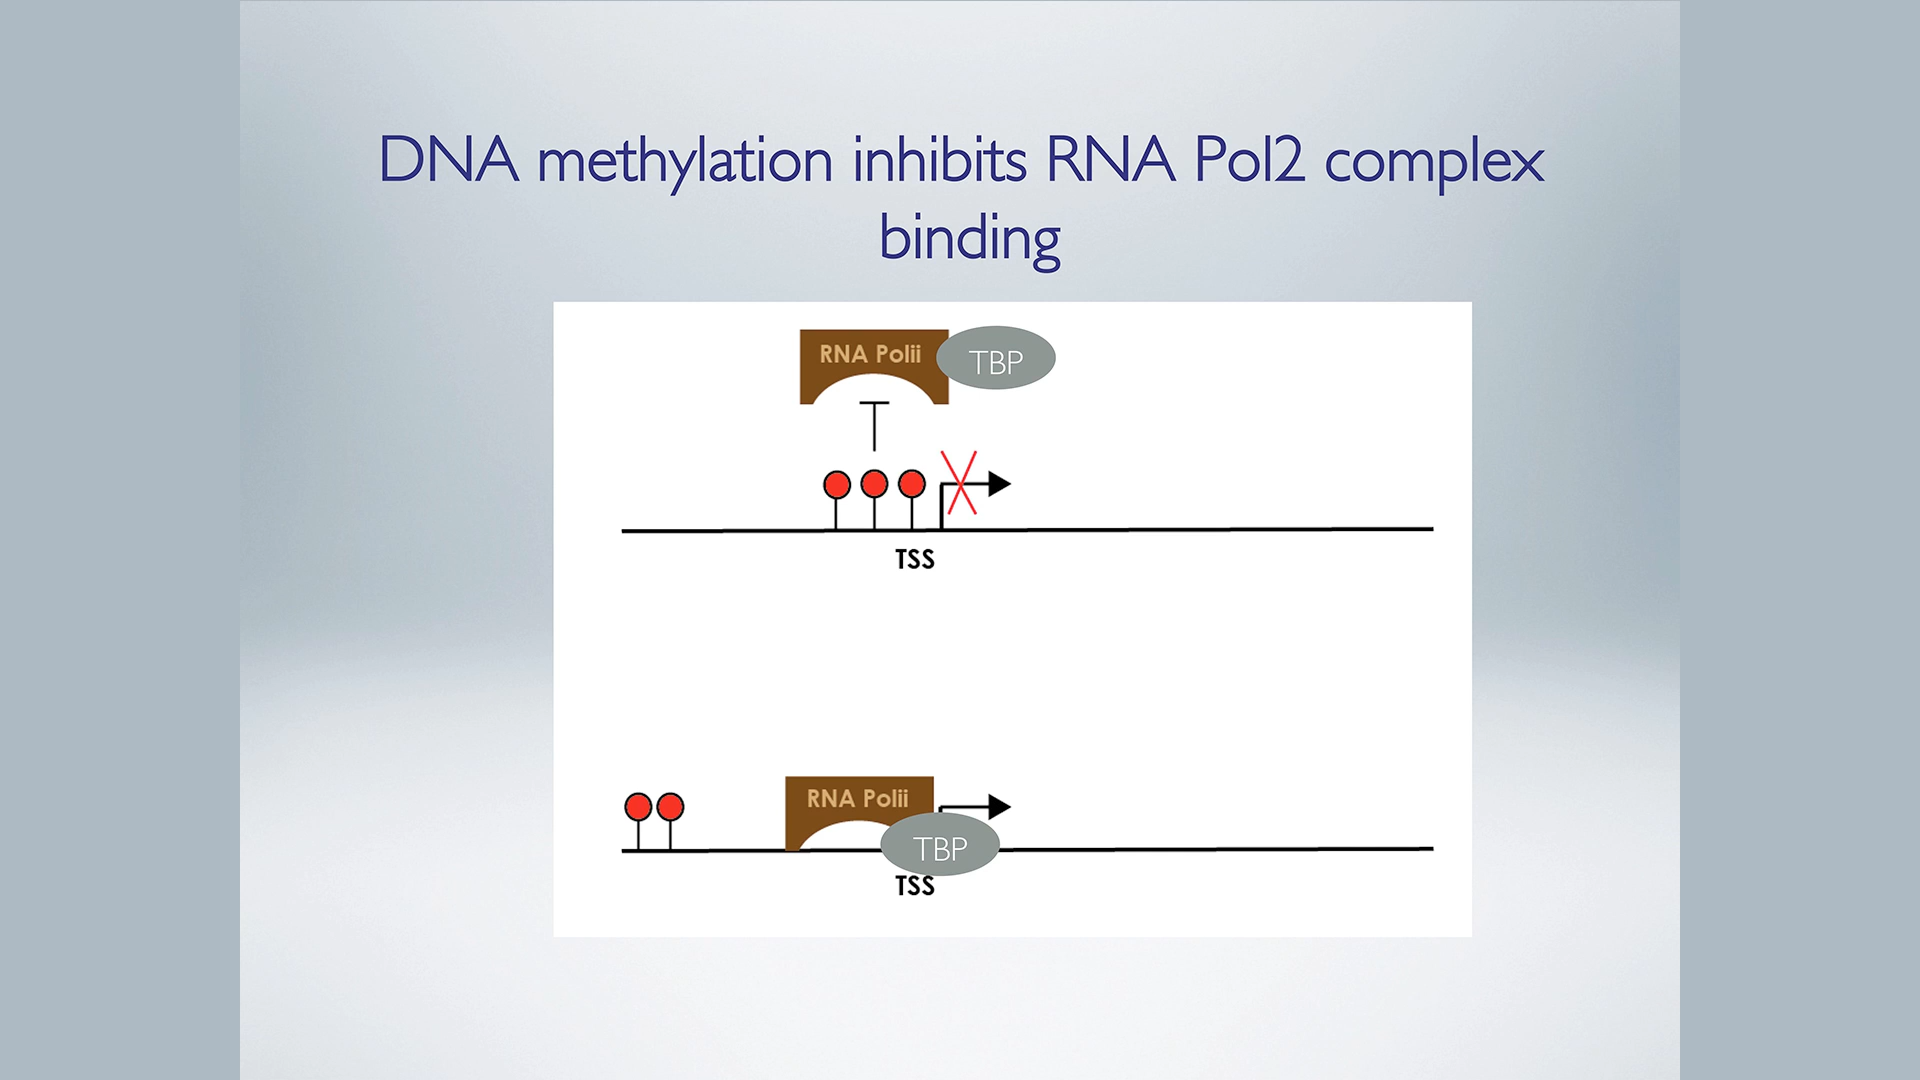 DNA methylation inhibits RNA Pol2 complex
binding
RNA Polii
TBP
TSS
RNA Polii
TBP
TSS